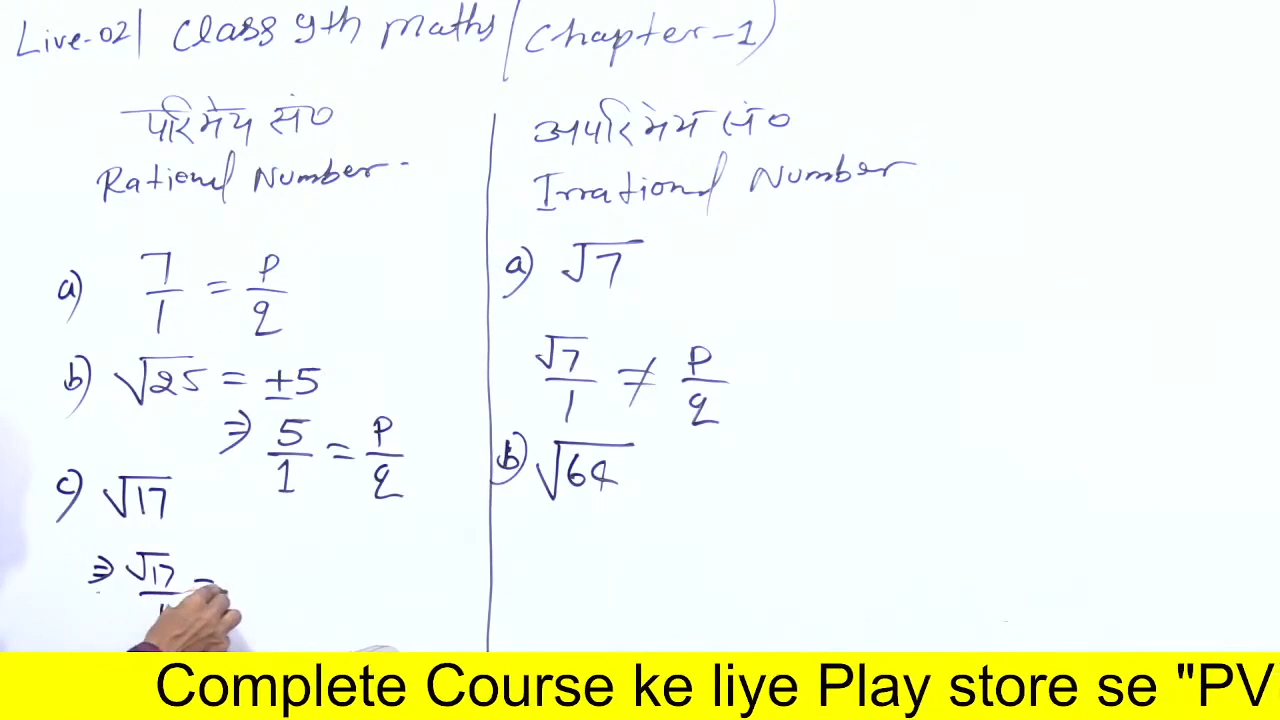 Live-02| Class 9th Maths / (Chapter-1)
परिमेय सं०
Rational Number
a) 7/1 = p/q
b) √25 = ±5
⇒ 5/1 = p/q
c) √17
⇒ √17/1 =
अपरिमेय सं०
Irrational Number
a) √7
√7/1 ≠ p/q
b) √64
Complete Course ke liye Play store se "PV